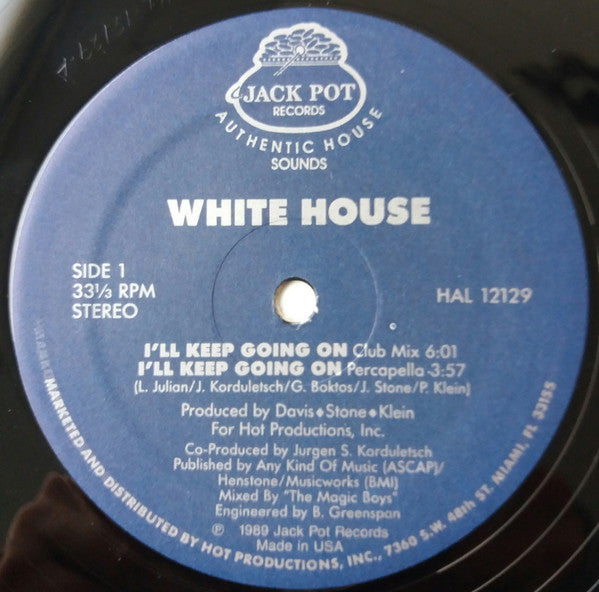 JACK POT
RECORDS
AUTHENTIC HOUSE
SOUNDS
WHITE HOUSE
SIDE 1
33⅓ RPM
STEREO
HAL 12129
I'LL KEEP GOING ON Club Mix 6:01
I'LL KEEP GOING ON Percapella 3:57
(L. Julian/J. Korduletsch/G. Boktos/J. Stone/P. Klein)
Produced by Davis♦Stone♦Klein
For Hot Productions, Inc.
Co-Produced by Jurgen S. Korduletsch
Published by Any Kind Of Music (ASCAP)/
Henstone/Musicworks (BMI)
Mixed By "The Magic Boys"
Engineered by B. Greenspan
℗ 1989 Jack Pot Records
Made in USA
MARKETED AND DISTRIBUTED BY HOT PRODUCTIONS, INC., 7360 S.W. 48th ST. MIAMI, FL 33155